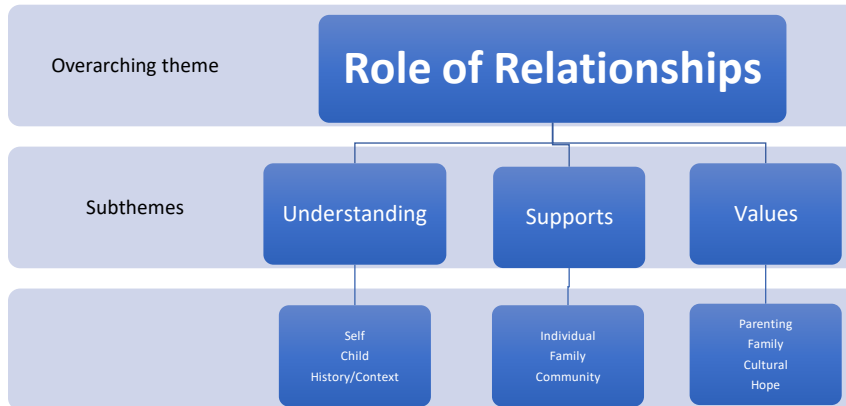 Overarching theme
Role of Relationships
Subthemes
Understanding
Supports
Values
Self
Child
History/Context
Individual
Family
Community
Parenting
Family
Cultural
Hope